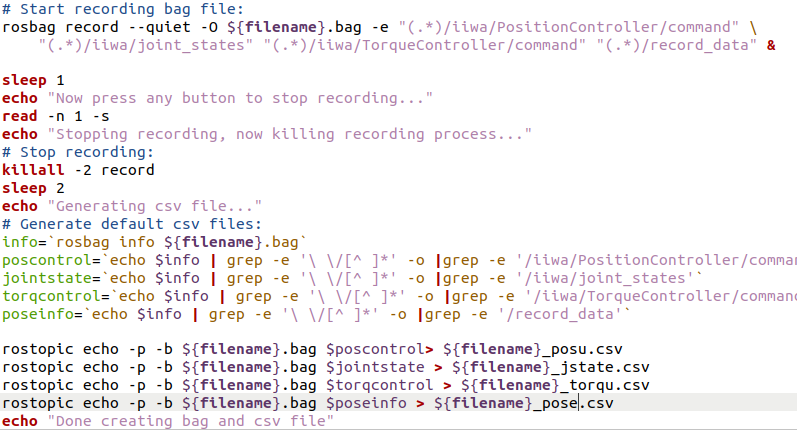 # Start recording bag file:
rosbag record --quiet -O ${filename}.bag -e "(.*)/iiwa/PositionController/command" \
    "(.*)/iiwa/joint_states" "(.*)/iiwa/TorqueController/command" "(.*)/record_data" &
sleep 1
echo "Now press any button to stop recording..."
read -n 1 -s
echo "Stopping recording, now killing recording process..."
# Stop recording:
killall -2 record
sleep 2
echo "Generating csv file..."
# Generate default csv files:
info=`rosbag info ${filename}.bag`
poscontrol=`echo $info | grep -e '\ \/[^ ]*' -o |grep -e '/iiwa/PositionController/comma
jointstate=`echo $info | grep -e '\ \/[^ ]*' -o |grep -e '/iiwa/joint_states'`
torqcontrol=`echo $info | grep -e '\ \/[^ ]*' -o |grep -e '/iiwa/TorqueController/command
poseinfo=`echo $info | grep -e '\ \/[^ ]*' -o |grep -e '/record_data'`
rostopic echo -p -b ${filename}.bag $poscontrol> ${filename}_posu.csv
rostopic echo -p -b ${filename}.bag $jointstate > ${filename}_jstate.csv
rostopic echo -p -b ${filename}.bag $torqcontrol > ${filename}_torqu.csv
rostopic echo -p -b ${filename}.bag $poseinfo > ${filename}_pose.csv
echo "Done creating bag and csv file"